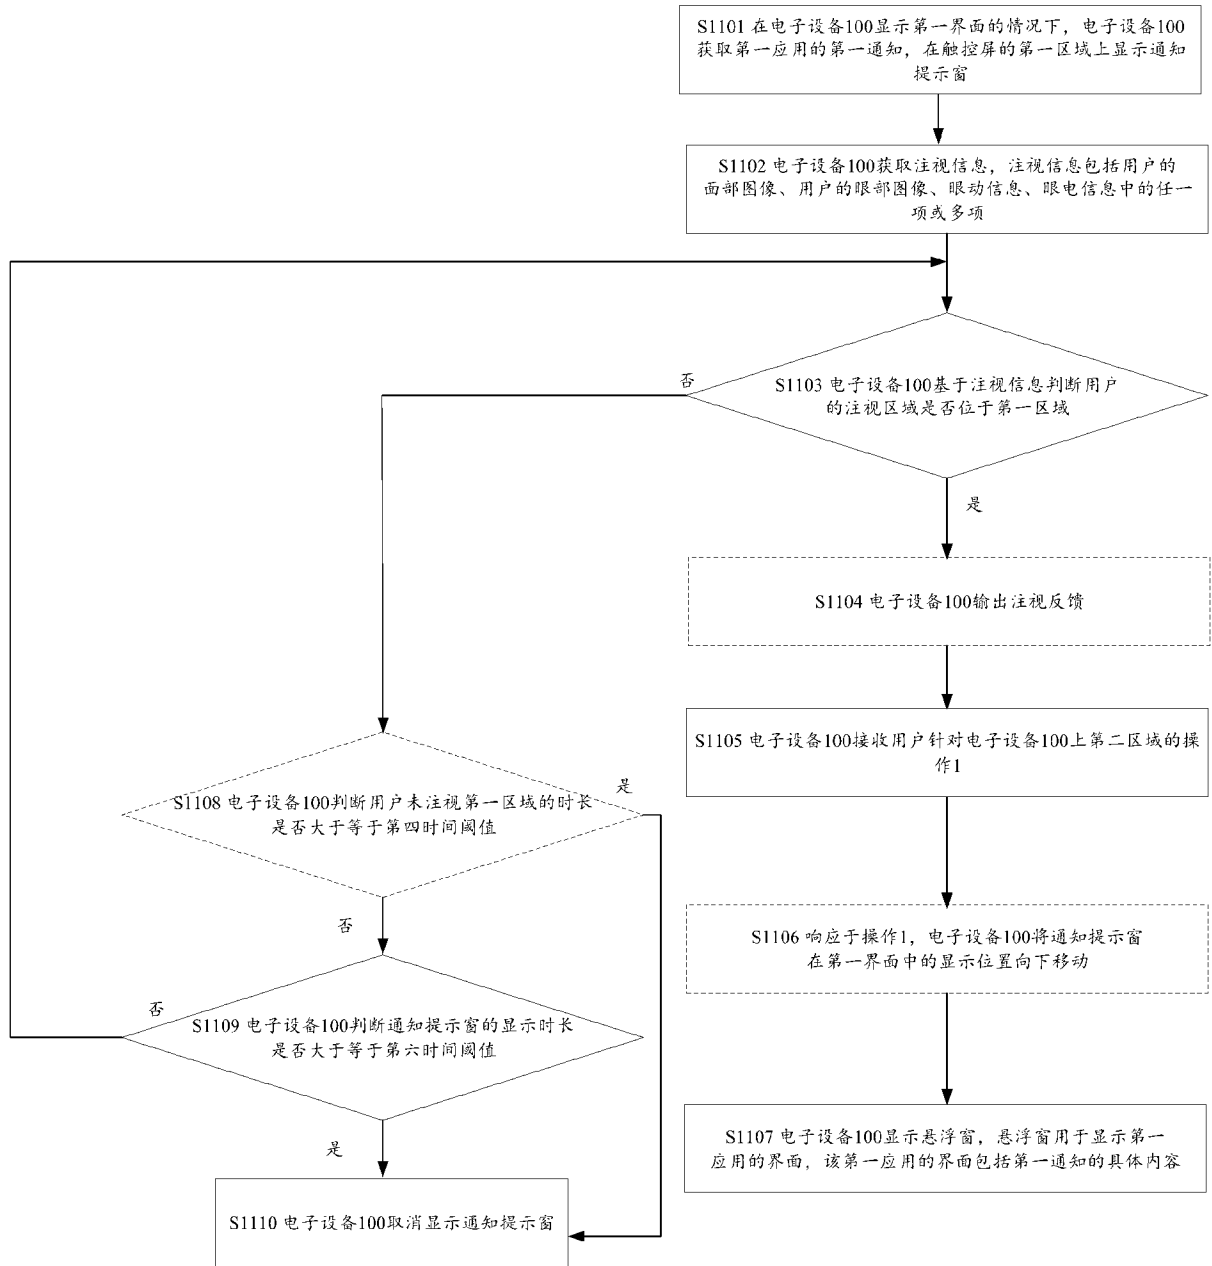 S1101 在电子设备100显示第一界面的情况下，电子设备100
获取第一应用的第一通知，在触控屏的第一区域上显示通知
提示窗
S1102 电子设备100获取注视信息，注视信息包括用户的
面部图像、用户的眼部图像、眼动信息、眼电信息中的任一
项或多项
S1103 电子设备100基于注视信息判断用户
的注视区域是否位于第一区域
否
是
S1104 电子设备100输出注视反馈
S1105 电子设备100接收用户针对电子设备100上第二区域的操
作1
S1108 电子设备100判断用户未注视第一区域的时长
是否大于等于第四时间阈值
是
否
S1106 响应于操作1，电子设备100将通知提示窗
在第一界面中的显示位置向下移动
S1109 电子设备100判断通知提示窗的显示时长
是否大于等于第六时间阈值
否
是
S1107 电子设备100显示悬浮窗，悬浮窗用于显示第一
应用的界面，该第一应用的界面包括第一通知的具体内容
S1110 电子设备100取消显示通知提示窗